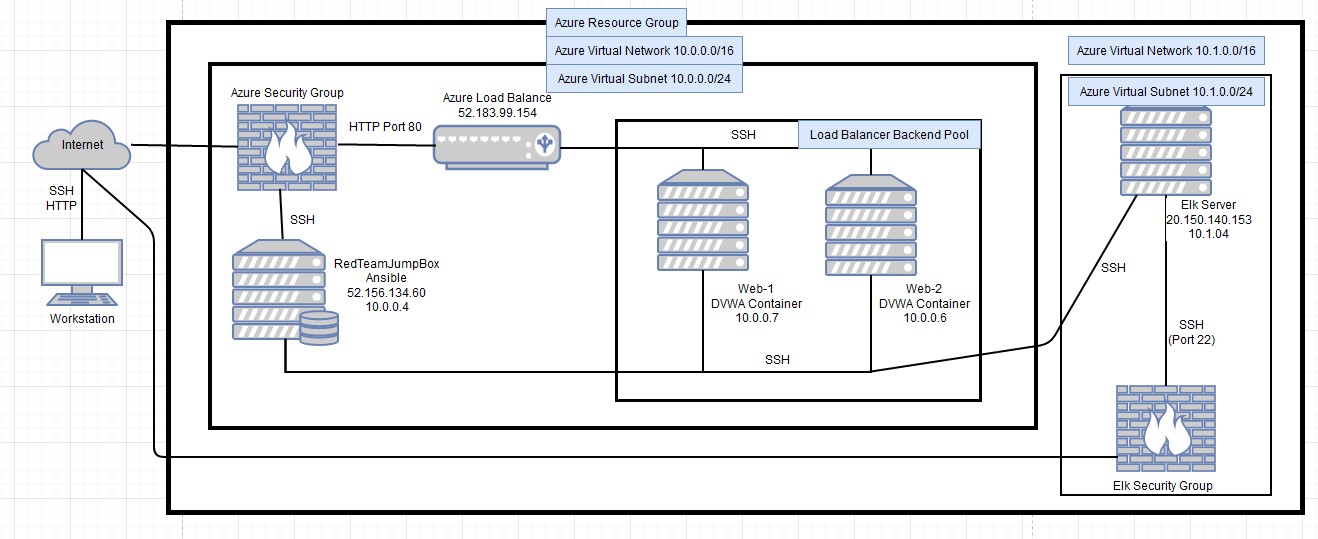 Azure Resource Group
Azure Virtual Network 10.0.0.0/16
Azure Virtual Subnet 10.0.0.0/24
Azure Virtual Network 10.1.0.0/16
Azure Virtual Subnet 10.1.0.0/24
Azure Security Group
Azure Load Balance
52.183.99.154
HTTP Port 80
SSH
Load Balancer Backend Pool
Internet
SSH
HTTP
Workstation
SSH
RedTeamJumpBox
Ansible
52.156.134.60
10.0.0.4
Web-1
DVWA Container
10.0.0.7
Web-2
DVWA Container
10.0.0.6
SSH
Elk Server
20.150.140.153
10.1.04
SSH
SSH
(Port 22)
Elk Security Group